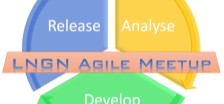 Release Analyse
LNGN AGILE MEETUP
Develop